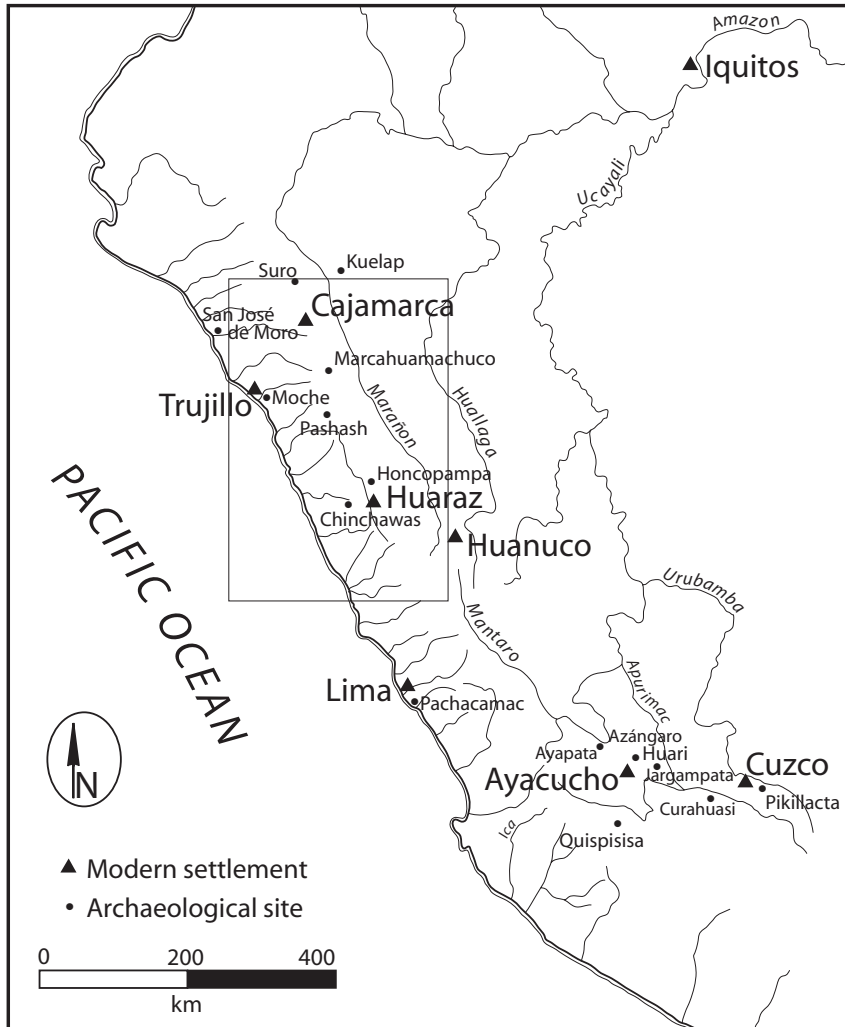 Amazon
Iquitos
Ucayali
Kuelap
Suro
Cajamarca
San José
de Moro
Marcahuamachuco
Huallaga
Trujillo
Moche
Marañon
Pashash
Honcopampa
Huaraz
Chinchawas
PACIFIC OCEAN
Huanuco
Urubamba
Mantaro
Apurimac
Lima
Pachacamac
Azángaro
Ayapata
Huari
Jargampata
Cuzco
Ayacucho
Pikillacta
Curahuasi
Ica
Quispisisa
N
Modern settlement
Archaeological site
0 200 400
km